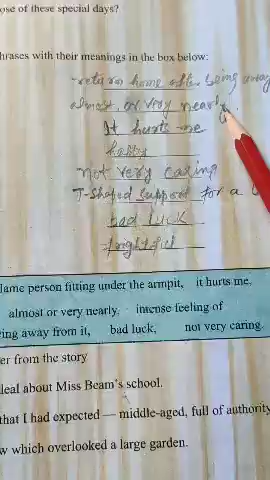 ose of these special days?
hrases with their meanings in the box below:
return home after being away
almost or very nearly.
It hurts me
happy
not very caring
T-shaped support for a
bad luck
frightful
lame person fitting under the armpit, it hurts me,
almost or very nearly. intense feeling of
ing away from it, bad luck, not very caring.
er from the story
deal about Miss Beam's school.
that I had expected — middle-aged, full of authority
w which overlooked a large garden.